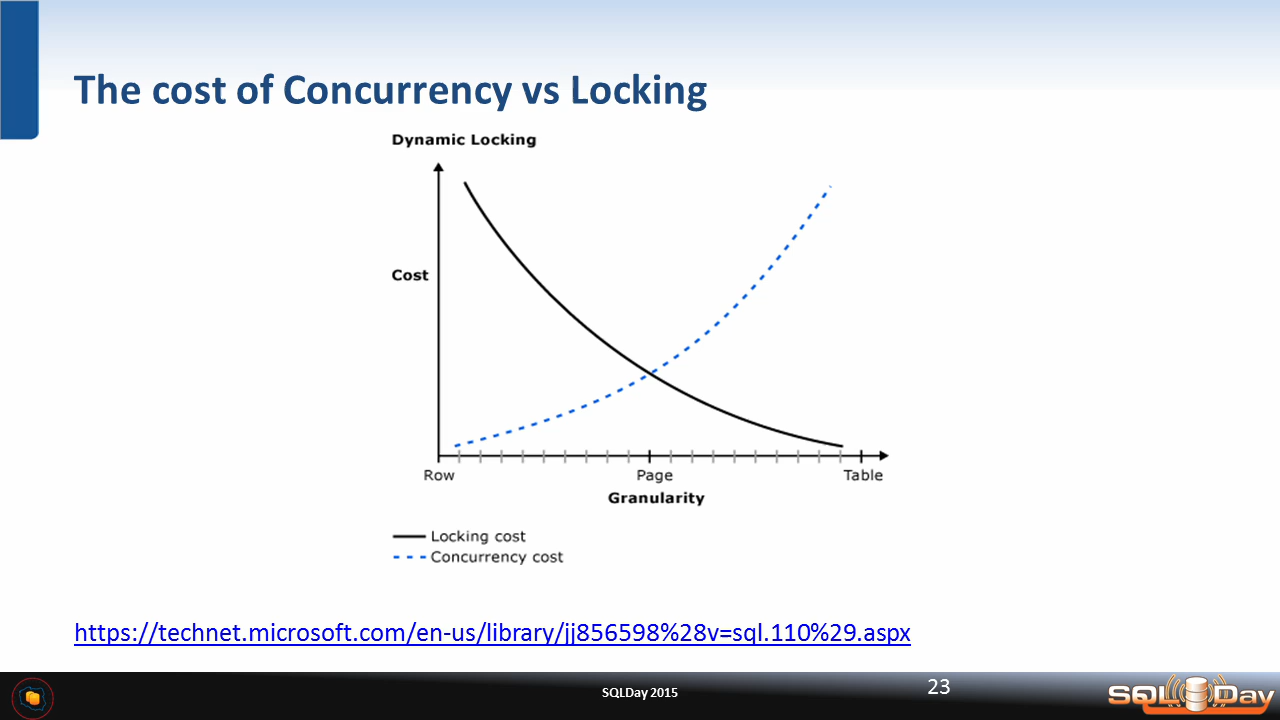 The cost of Concurrency vs Locking
Dynamic Locking
Cost
Row
Page
Table
Granularity
Locking cost
Concurrency cost
https://technet.microsoft.com/en-us/library/jj856598%28v=sql.110%29.aspx
SQLDay 2015
23
SQL Day